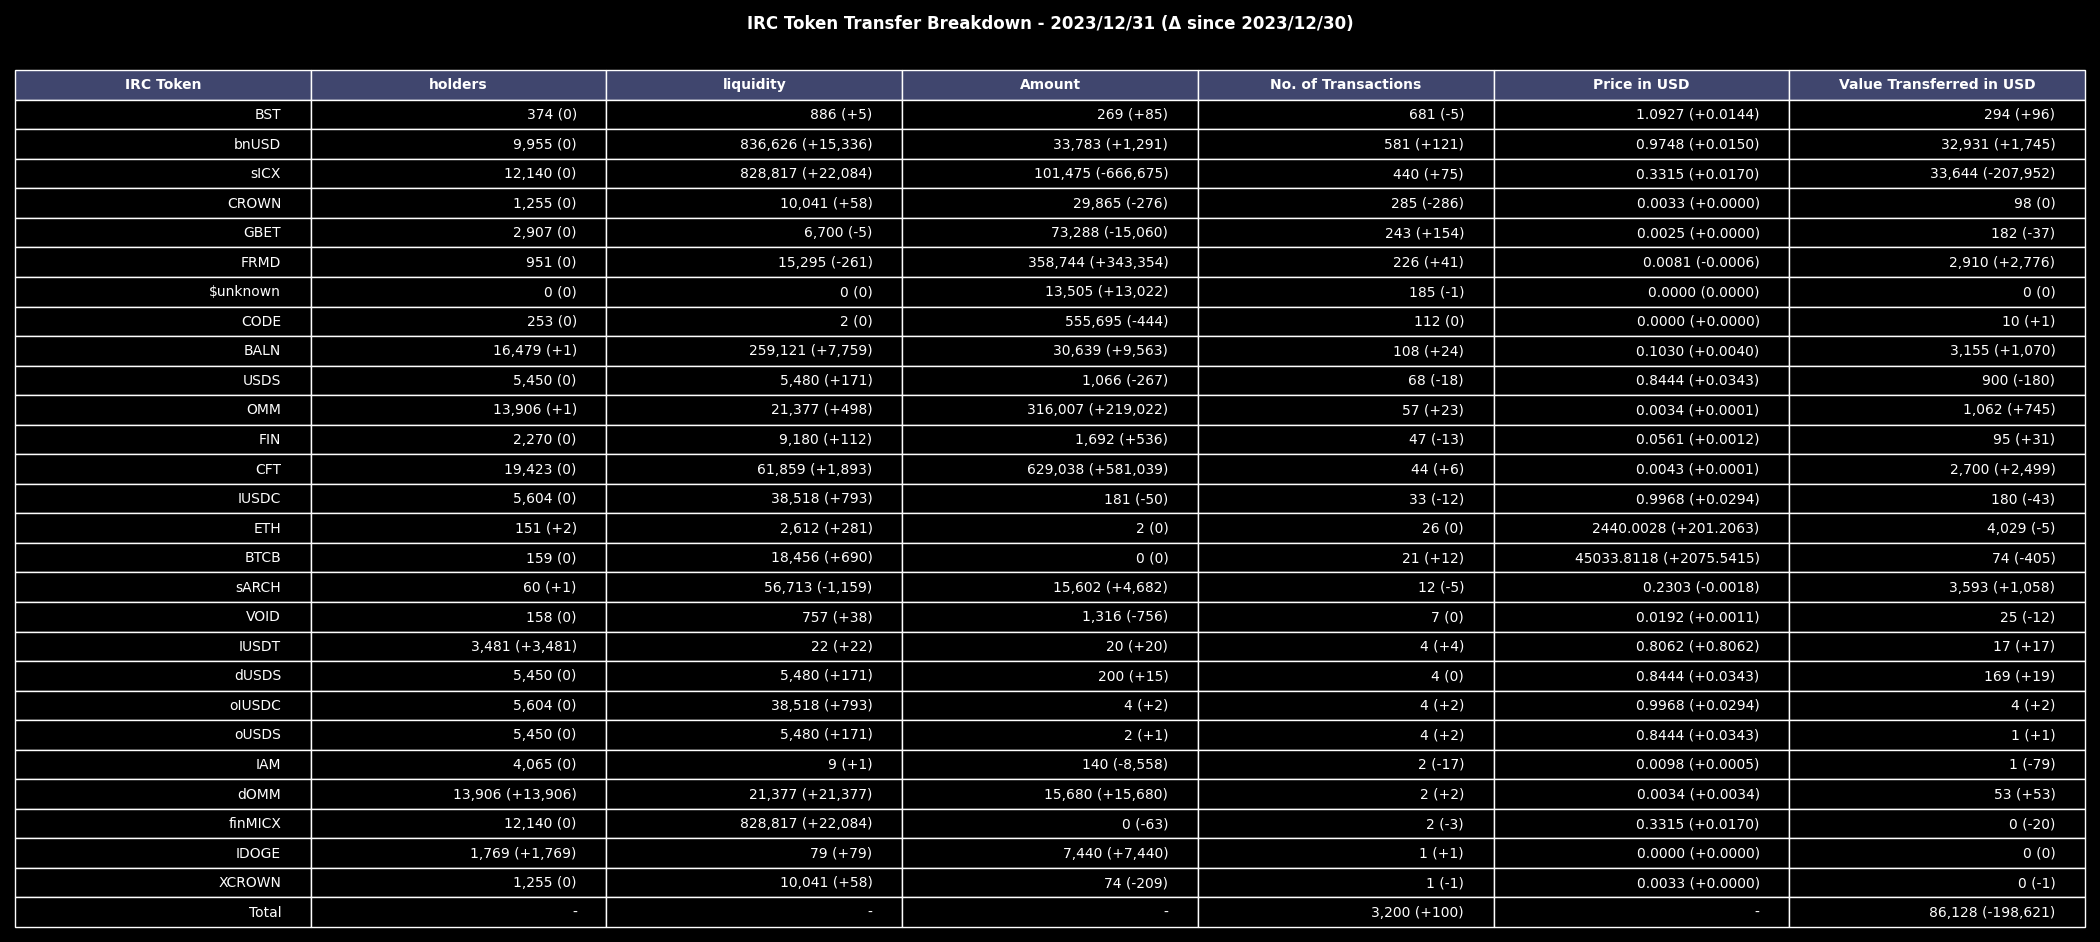 IRC Token Transfer Breakdown - 2023/12/31 (Δ since 2023/12/30)
IRC Token holders liquidity Amount No. of Transactions Price in USD Value Transferred in USD
BST 374 (0) 886 (+5) 269 (+85) 681 (-5) 1.0927 (+0.0144) 294 (+96)
bnUSD 9,955 (0) 836,626 (+15,336) 33,783 (+1,291) 581 (+121) 0.9748 (+0.0150) 32,931 (+1,745)
sICX 12,140 (0) 828,817 (+22,084) 101,475 (-666,675) 440 (+75) 0.3315 (+0.0170) 33,644 (-207,952)
CROWN 1,255 (0) 10,041 (+58) 29,865 (-276) 285 (-286) 0.0033 (+0.0000) 98 (0)
GBET 2,907 (0) 6,700 (-5) 73,288 (-15,060) 243 (+154) 0.0025 (+0.0000) 182 (-37)
FRMD 951 (0) 15,295 (-261) 358,744 (+343,354) 226 (+41) 0.0081 (-0.0006) 2,910 (+2,776)
$unknown 0 (0) 0 (0) 13,505 (+13,022) 185 (-1) 0.0000 (0.0000) 0 (0)
CODE 253 (0) 2 (0) 555,695 (-444) 112 (0) 0.0000 (+0.0000) 10 (+1)
BALN 16,479 (+1) 259,121 (+7,759) 30,639 (+9,563) 108 (+24) 0.1030 (+0.0040) 3,155 (+1,070)
USDS 5,450 (0) 5,480 (+171) 1,066 (-267) 68 (-18) 0.8444 (+0.0343) 900 (-180)
OMM 13,906 (+1) 21,377 (+498) 316,007 (+219,022) 57 (+23) 0.0034 (+0.0001) 1,062 (+745)
FIN 2,270 (0) 9,180 (+112) 1,692 (+536) 47 (-13) 0.0561 (+0.0012) 95 (+31)
CFT 19,423 (0) 61,859 (+1,893) 629,038 (+581,039) 44 (+6) 0.0043 (+0.0001) 2,700 (+2,499)
IUSDC 5,604 (0) 38,518 (+793) 181 (-50) 33 (-12) 0.9968 (+0.0294) 180 (-43)
ETH 151 (+2) 2,612 (+281) 2 (0) 26 (0) 2440.0028 (+201.2063) 4,029 (-5)
BTCB 159 (0) 18,456 (+690) 0 (0) 21 (+12) 45033.8118 (+2075.5415) 74 (-405)
sARCH 60 (+1) 56,713 (-1,159) 15,602 (+4,682) 12 (-5) 0.2303 (-0.0018) 3,593 (+1,058)
VOID 158 (0) 757 (+38) 1,316 (-756) 7 (0) 0.0192 (+0.0011) 25 (-12)
IUSDT 3,481 (+3,481) 22 (+22) 20 (+20) 4 (+4) 0.8062 (+0.8062) 17 (+17)
dUSDS 5,450 (0) 5,480 (+171) 200 (+15) 4 (0) 0.8444 (+0.0343) 169 (+19)
oIUSDC 5,604 (0) 38,518 (+793) 4 (+2) 4 (+2) 0.9968 (+0.0294) 4 (+2)
oUSDS 5,450 (0) 5,480 (+171) 2 (+1) 4 (+2) 0.8444 (+0.0343) 1 (+1)
IAM 4,065 (0) 9 (+1) 140 (-8,558) 2 (-17) 0.0098 (+0.0005) 1 (-79)
dOMM 13,906 (+13,906) 21,377 (+21,377) 15,680 (+15,680) 2 (+2) 0.0034 (+0.0034) 53 (+53)
finMICX 12,140 (0) 828,817 (+22,084) 0 (-63) 2 (-3) 0.3315 (+0.0170) 0 (-20)
IDOGE 1,769 (+1,769) 79 (+79) 7,440 (+7,440) 1 (+1) 0.0000 (+0.0000) 0 (0)
XCROWN 1,255 (0) 10,041 (+58) 74 (-209) 1 (-1) 0.0033 (+0.0000) 0 (-1)
Total - - - 3,200 (+100) - 86,128 (-198,621)